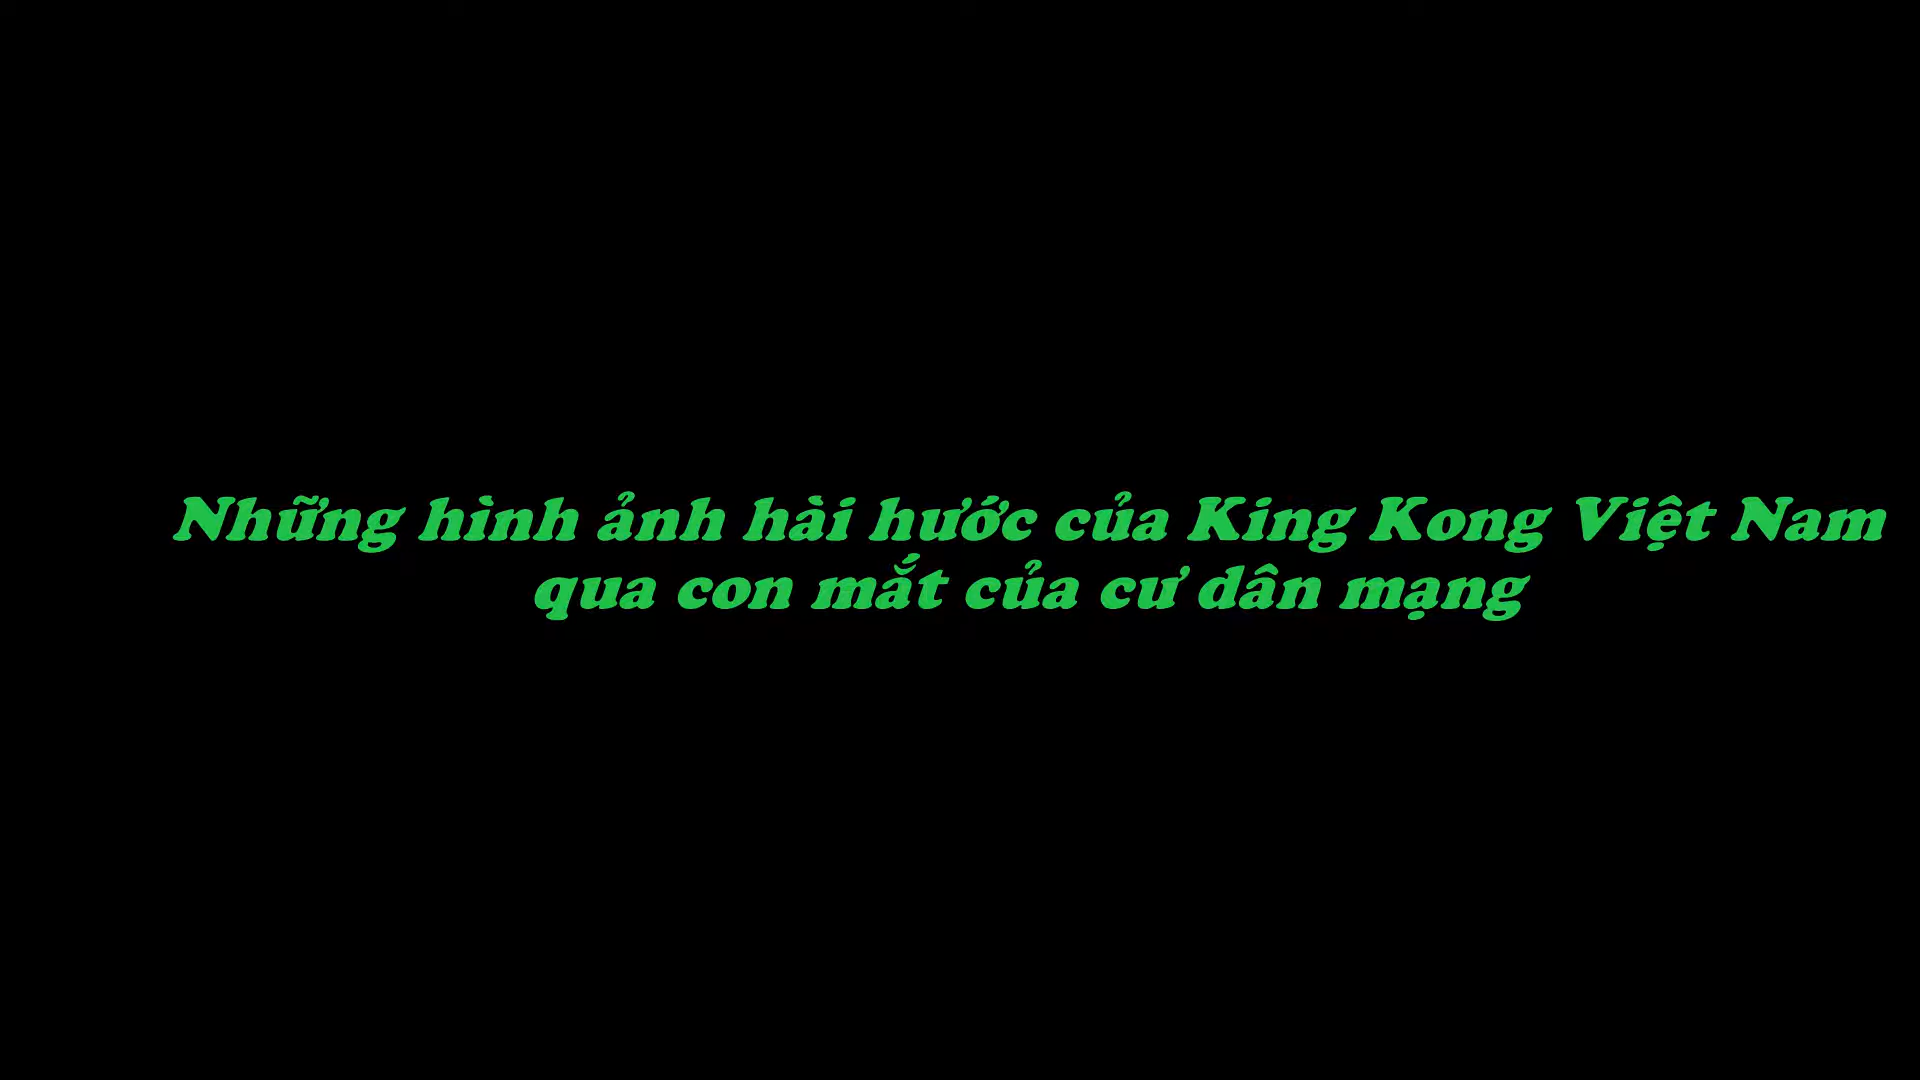 Những hình ảnh hài hước của King Kong Việt Nam
qua con mắt của cư dân mạng